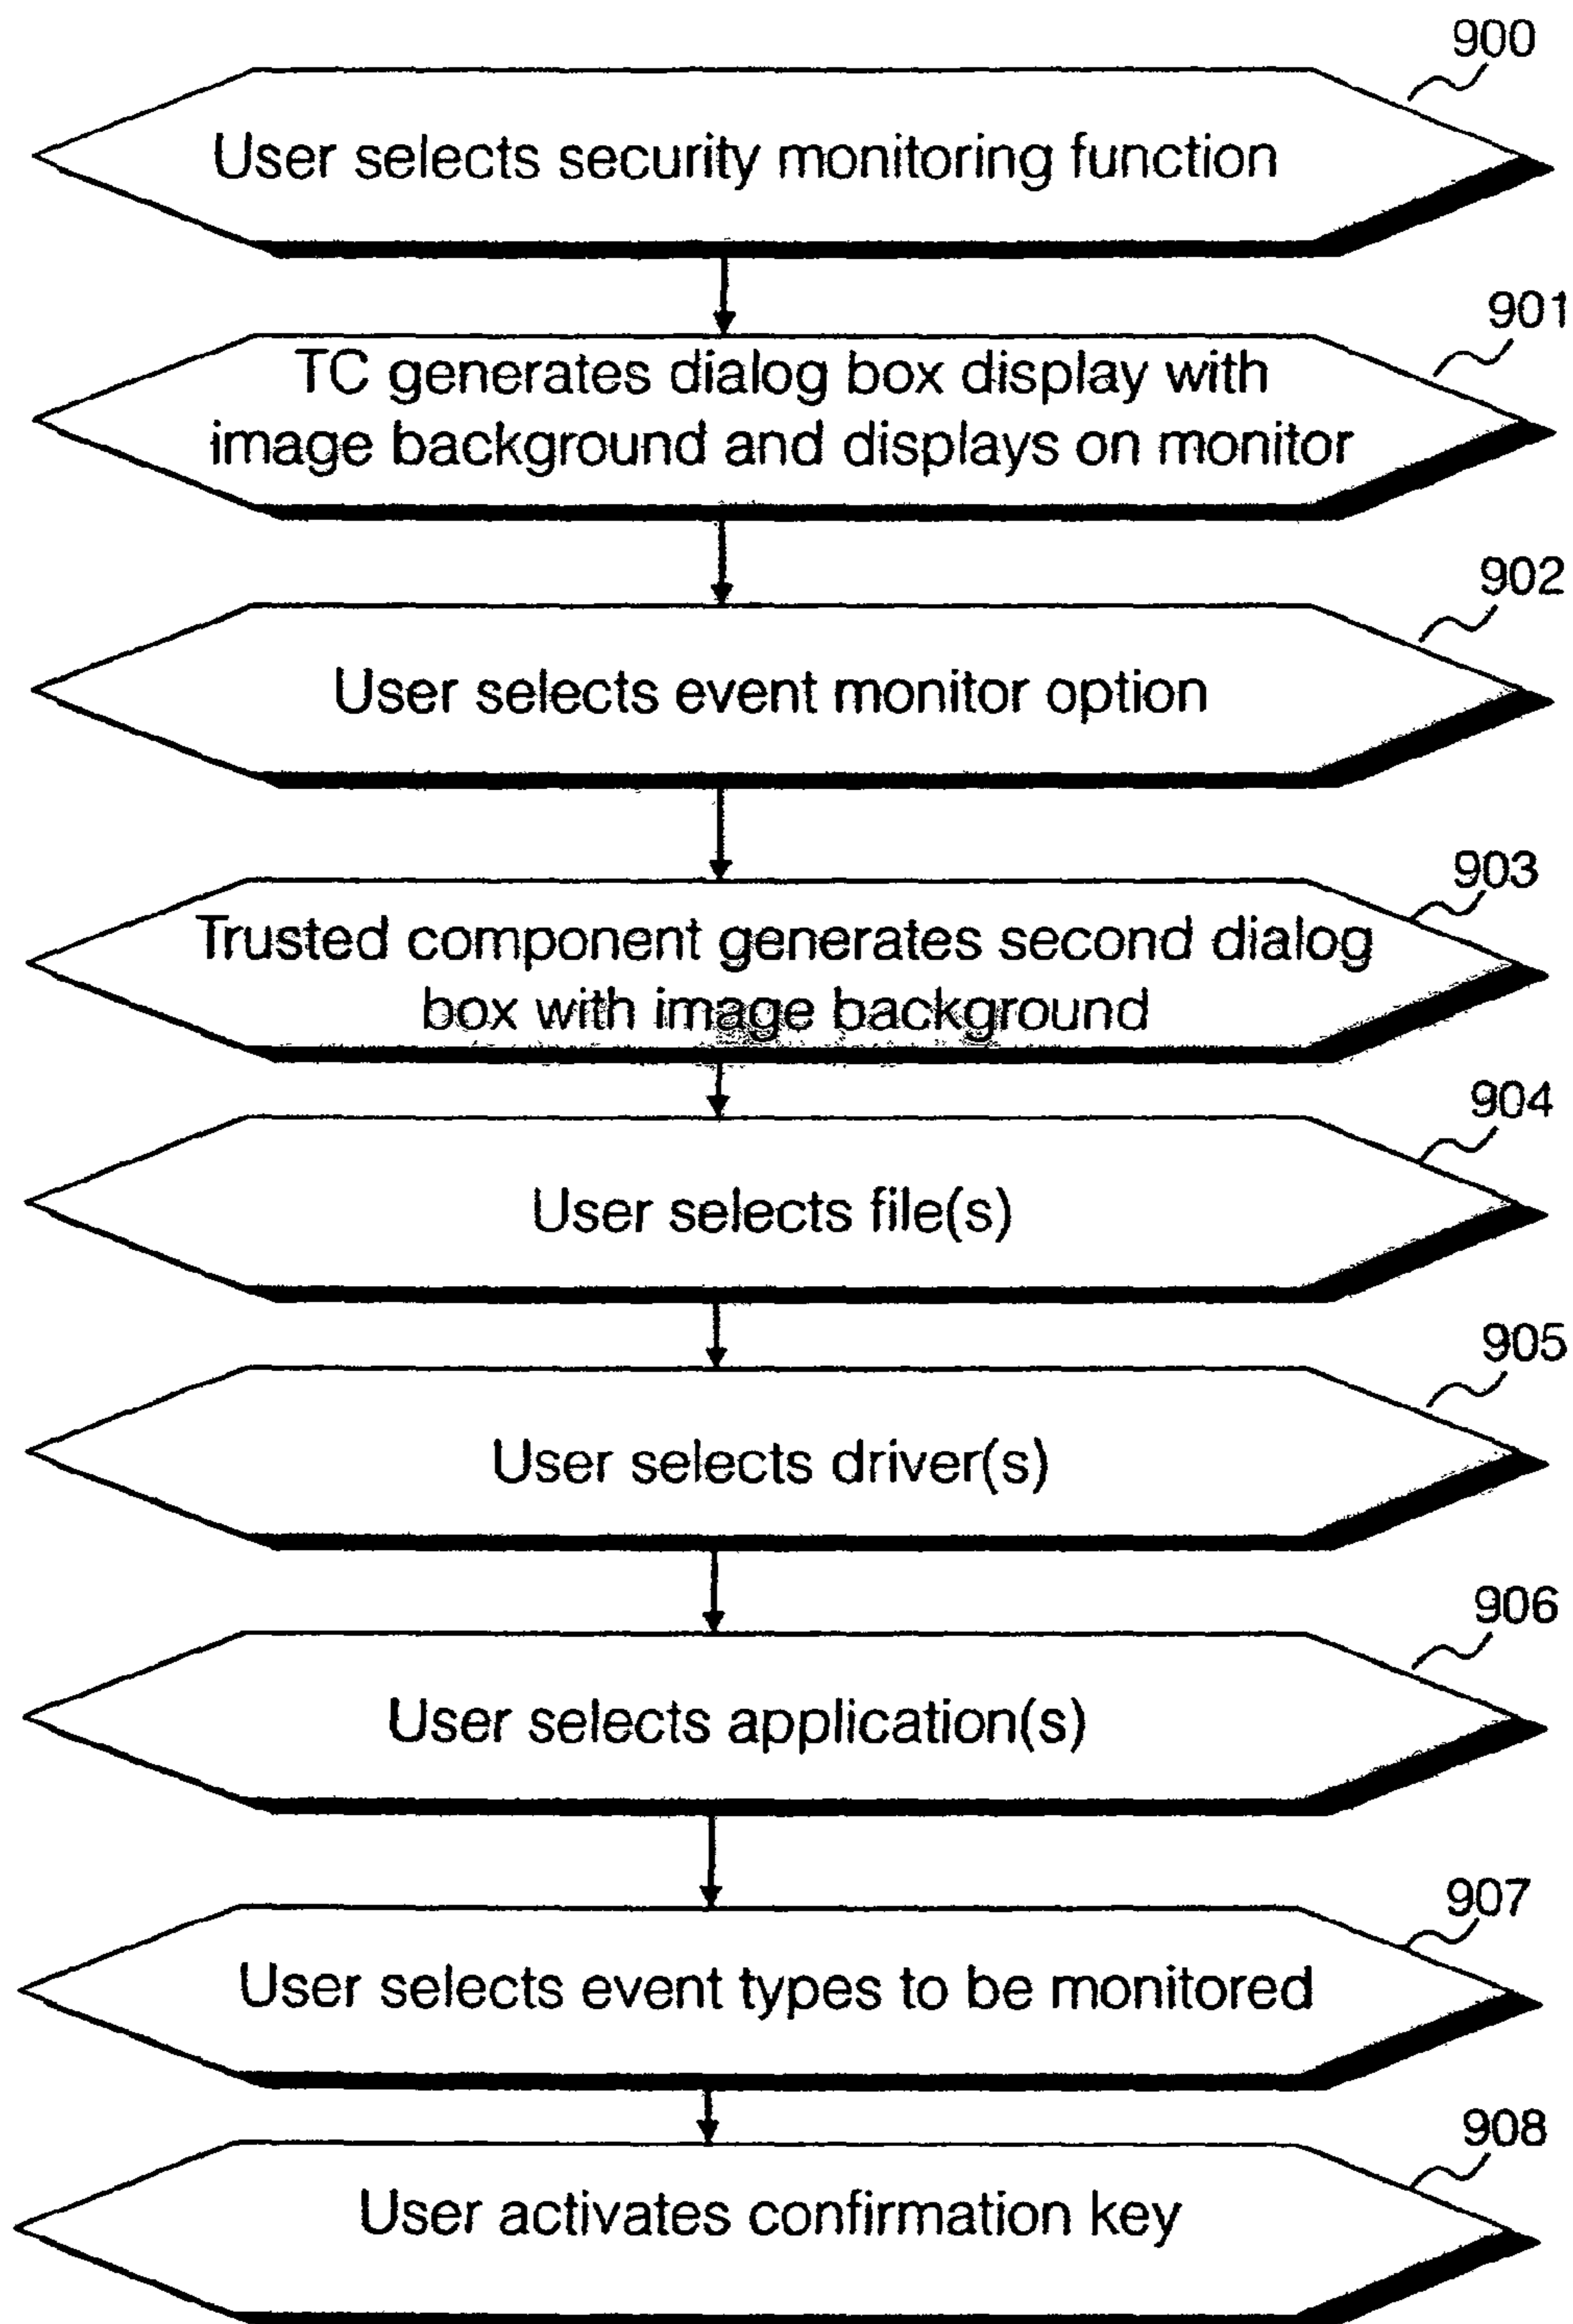 900
User selects security monitoring function
901
TC generates dialog box display with
image background and displays on monitor
902
User selects event monitor option
903
Trusted component generates second dialog
box with image background
904
User selects file(s)
905
User selects driver(s)
906
User selects application(s)
907
User selects event types to be monitored
908
User activates confirmation key